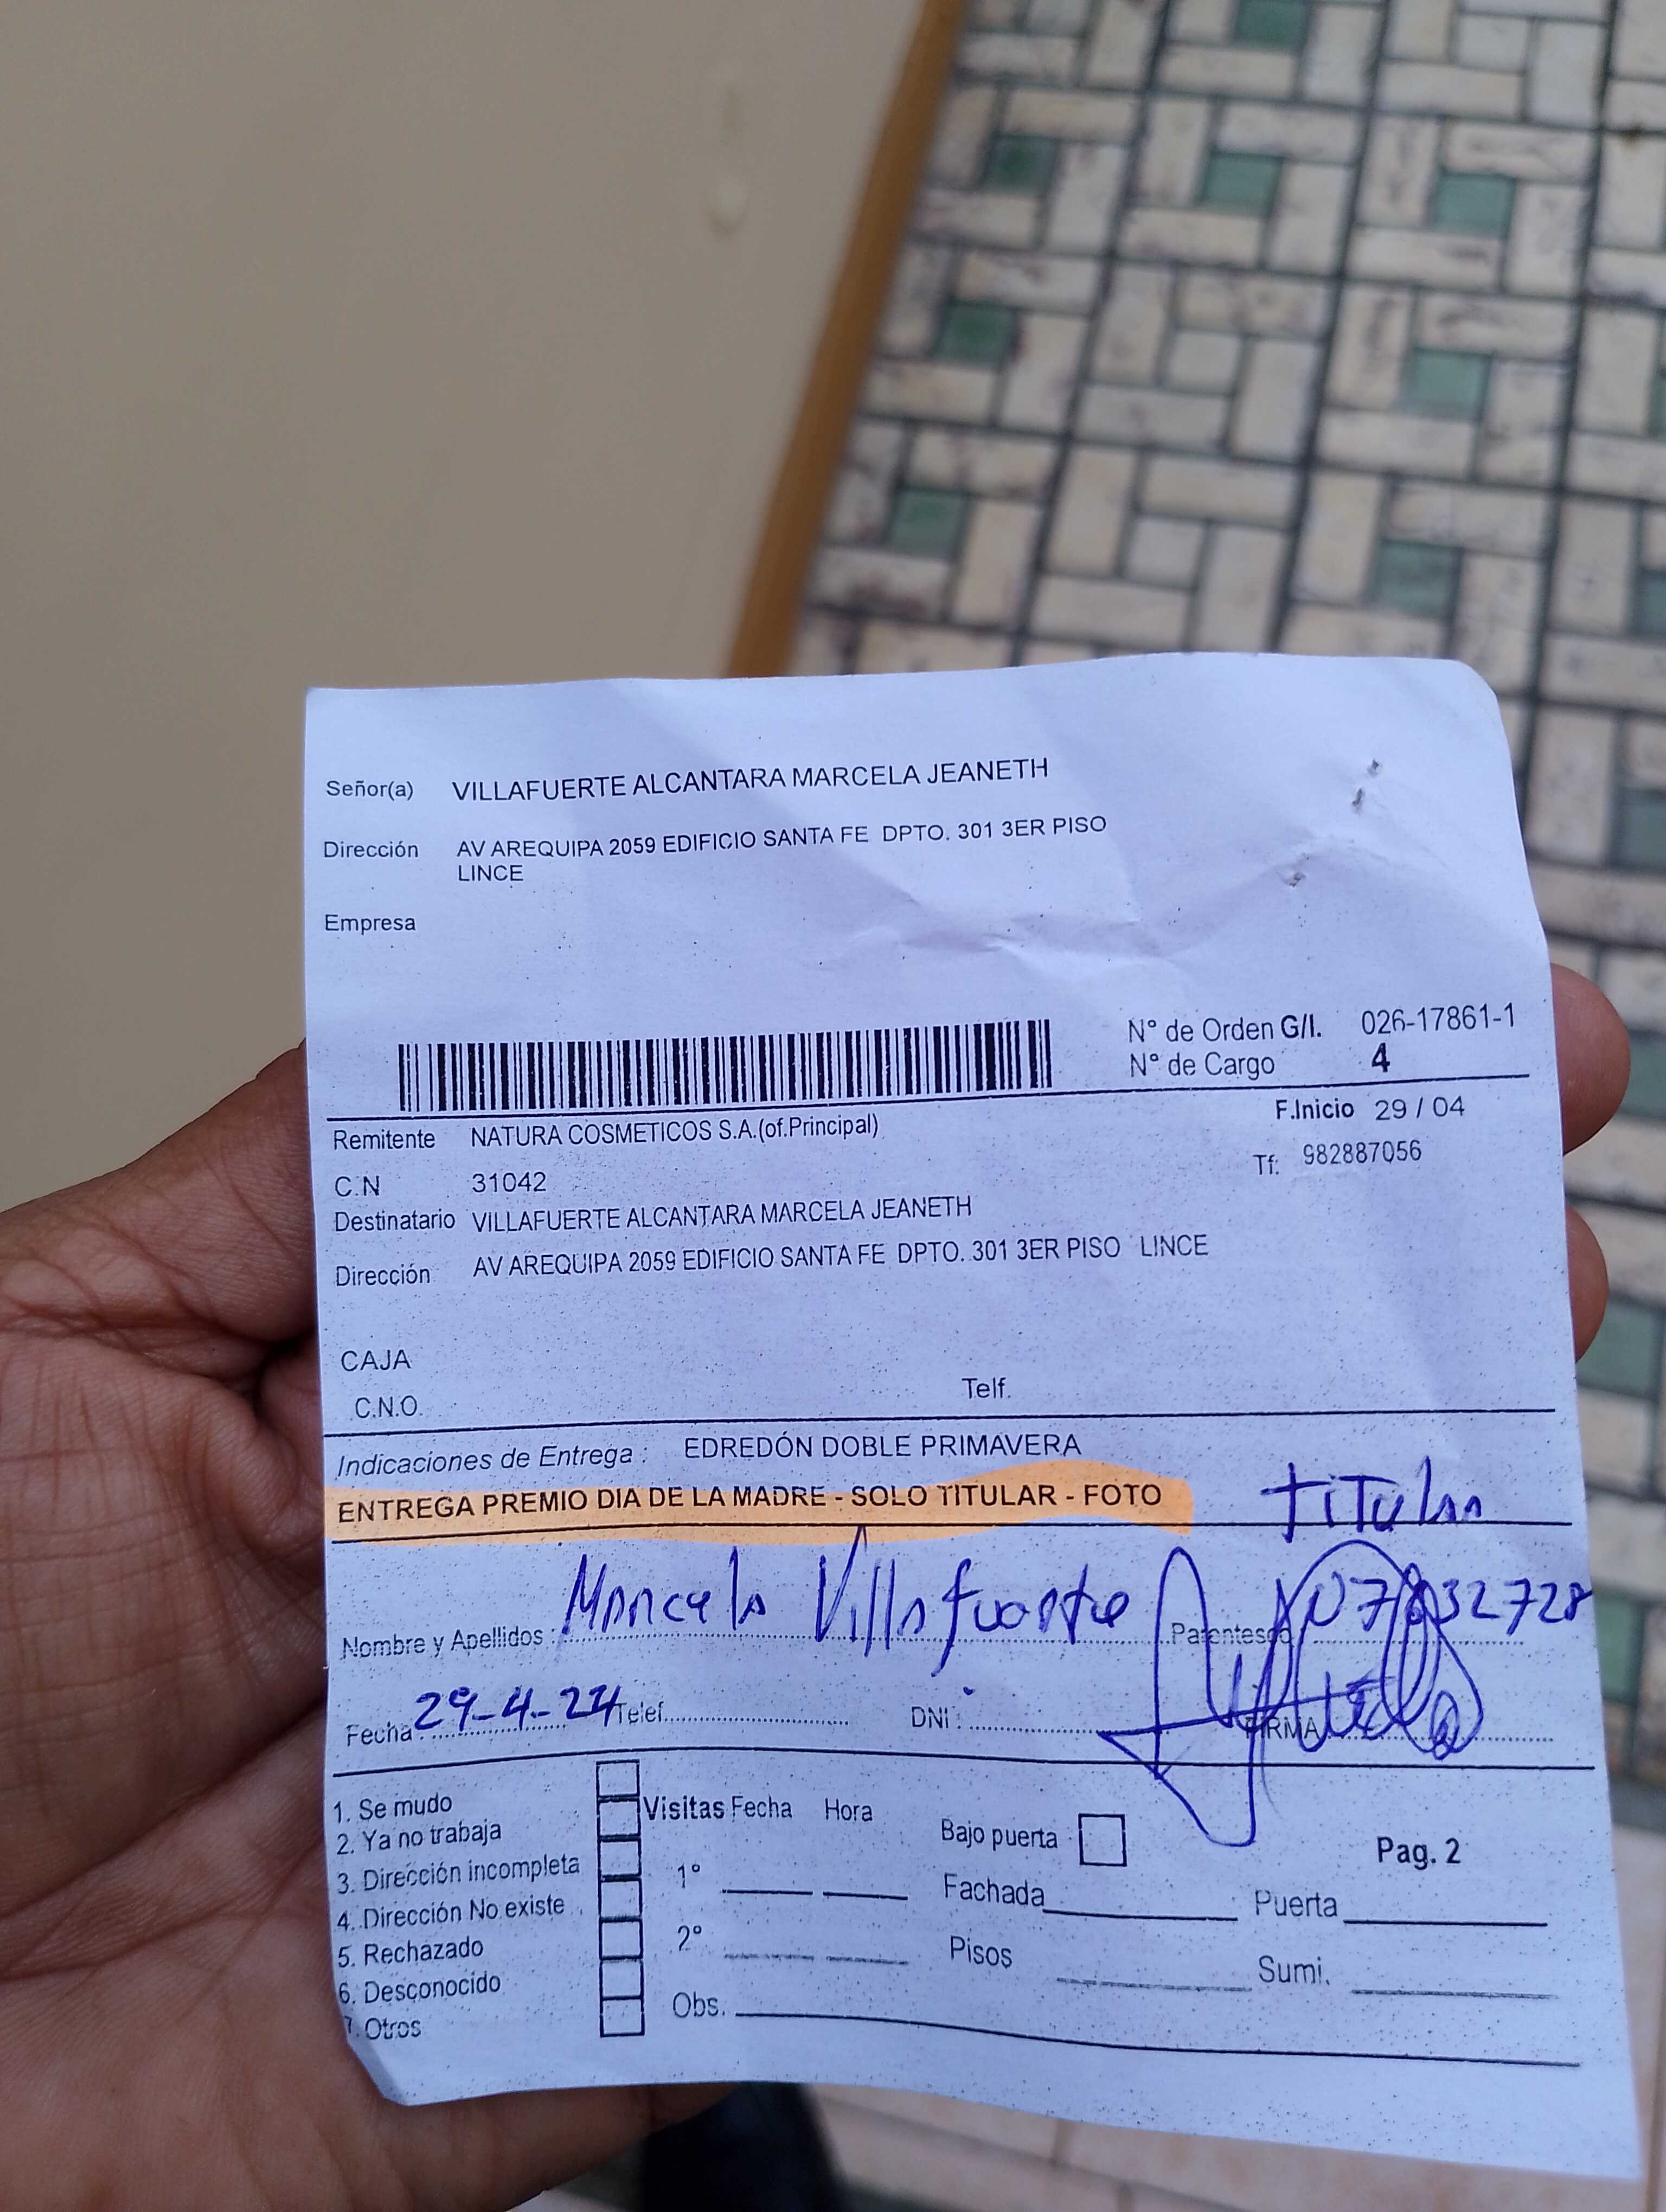 Señor(a) VILLAFUERTE ALCANTARA MARCELA JEANETH
Dirección AV AREQUIPA 2059 EDIFICIO SANTA FE DPTO. 301 3ER PISO
LINCE
Empresa
N° de Orden G/I. 026-17861-1
N° de Cargo 4
F.Inicio 29 / 04
Remitente NATURA COSMETICOS S.A.(of.Principal)
Tf: 982887056
C.N 31042
Destinatario VILLAFUERTE ALCANTARA MARCELA JEANETH
Dirección AV AREQUIPA 2059 EDIFICIO SANTA FE DPTO. 301 3ER PISO LINCE
CAJA
Telf.
C.N.O.
Indicaciones de Entrega : EDREDÓN DOBLE PRIMAVERA
ENTREGA PREMIO DIA DE LA MADRE - SOLO TITULAR - FOTO titular
Nombre y Apellidos : Marcela Villafuerte Parentesco 07832728
Fecha: 29-4-24 Telef. DNI : FIRMA
1. Se mudo
2. Ya no trabaja
3. Dirección incompleta
4. Dirección No existe
5. Rechazado
6. Desconocido
7. Otros
Visitas Fecha Hora
1°
2°
Obs.
Bajo puerta
Pag. 2
Fachada Puerta
Pisos Sumi.